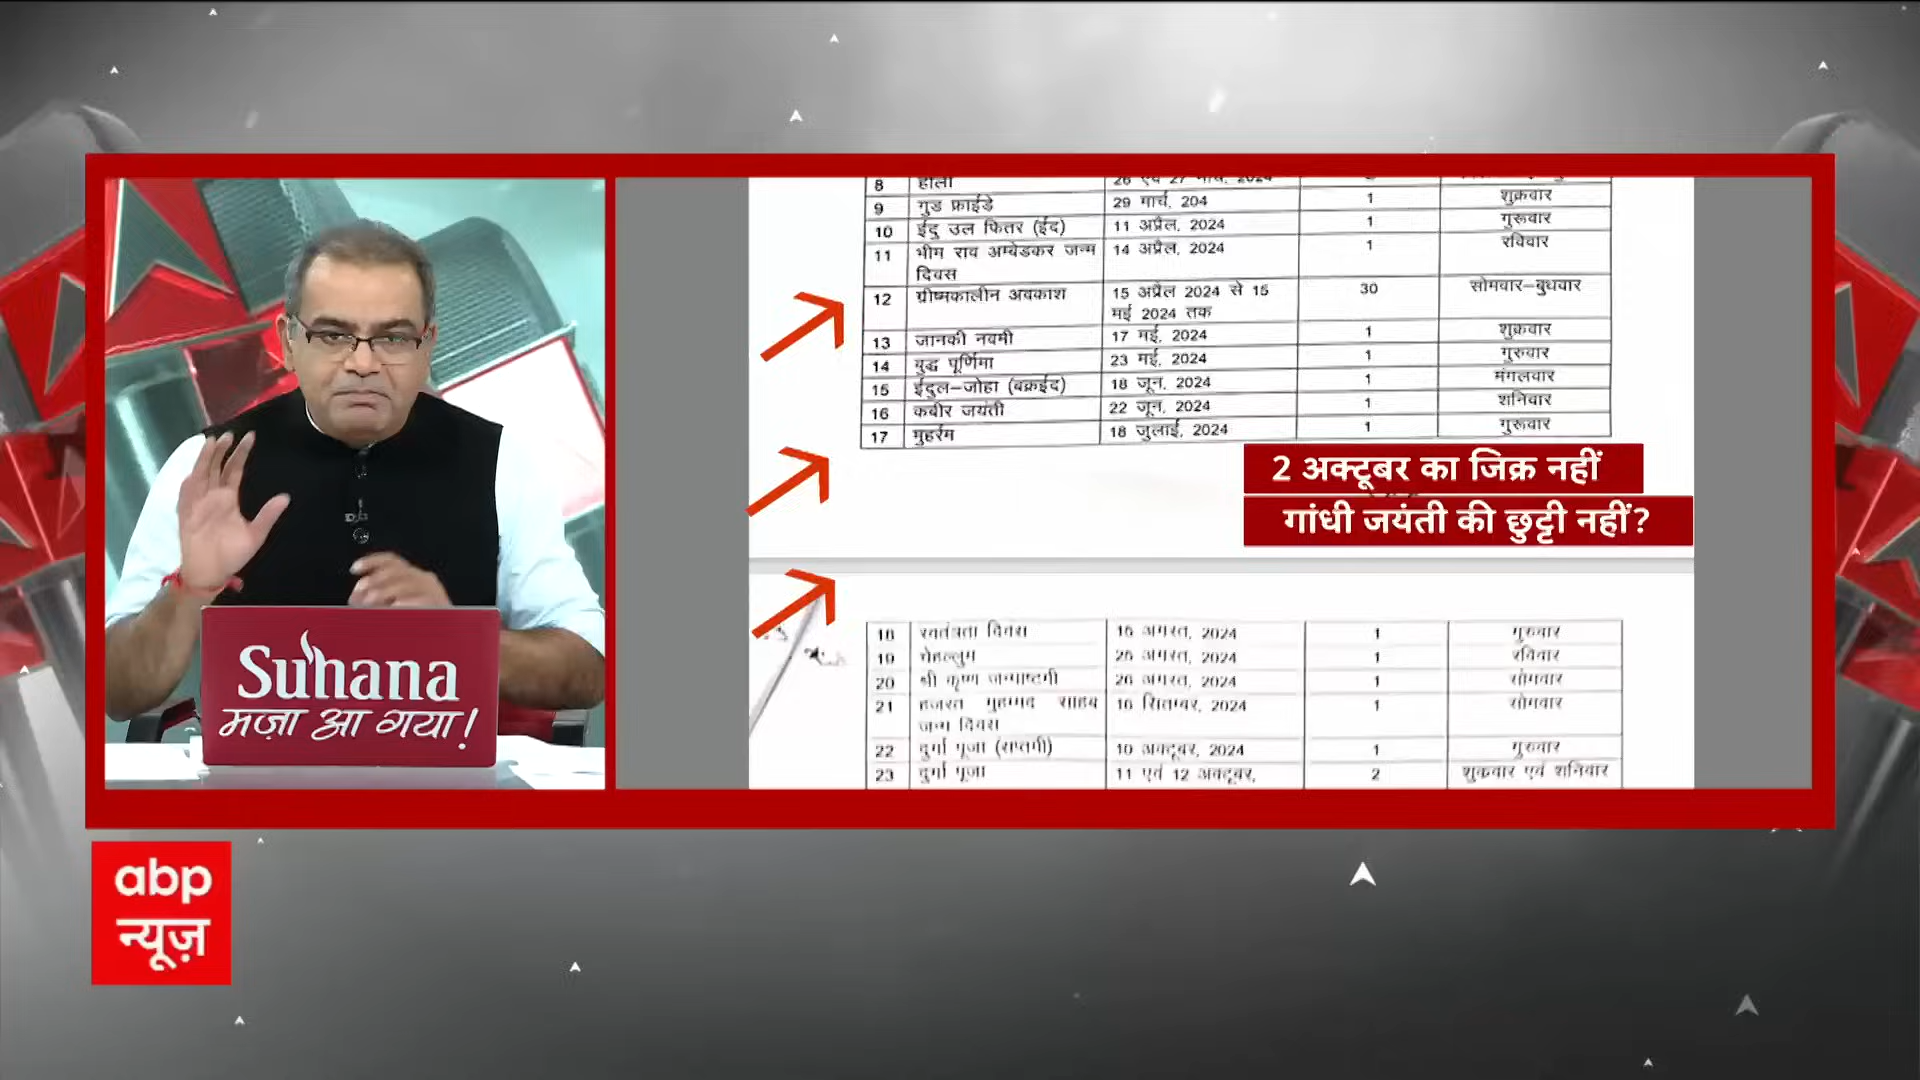 8 होली 26 एवं 27 मार्च, 2024
9 गुड फ्राईडे 29 मार्च, 204 1 शुक्रवार
10 ईदु उल फितर (ईद) 11 अप्रैल, 2024 1 गुरूवार
11 भीम राव अम्बेडकर जन्म 14 अप्रैल, 2024 1 रविवार
दिवस
12 ग्रीष्मकालीन अवकाश 15 अप्रैल 2024 से 15 30 सोमवार–बुधवार
मई 2024 तक
13 जानकी नवमी 17 मई, 2024 1 शुक्रवार
14 बुद्ध पूर्णिमा 23 मई, 2024 1 गुरुवार
15 ईदुल–जोहा (बक्रईद) 18 जून, 2024 1 मंगलवार
16 कबीर जयंती 22 जून, 2024 1 शनिवार
17 मुहर्रम 18 जुलाई, 2024 1 गुरूवार
2 अक्टूबर का जिक्र नहीं
गांधी जयंती की छुट्टी नहीं?
18 स्वतंत्रता दिवस 15 अगस्त, 2024 1 गुरुवार
19 चेहल्लुम 25 अगस्त, 2024 1 रविवार
20 श्री कृष्ण जन्माष्टमी 26 अगस्त, 2024 1 सोमवार
21 हजरत मुहम्मद साहब 16 सितम्बर, 2024 1 सोमवार
जन्म दिवस
22 दुर्गा पूजा (सप्तमी) 10 अक्टूबर, 2024 1 गुरुवार
23 दुर्गा पूजा 11 एवं 12 अक्टूबर, 2 शुक्रवार एवं शनिवार
Suhana
मज़ा आ गया!
abp
न्यूज़